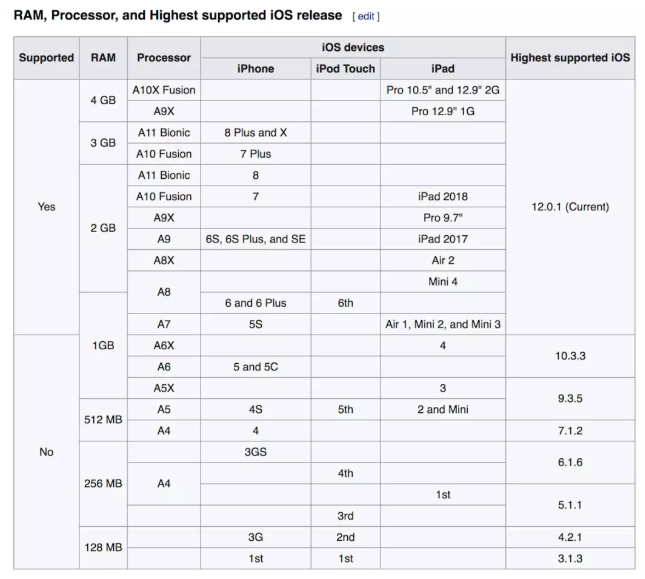 RAM, Processor, and Highest supported iOS release [ edit ]
Supported RAM Processor iOS devices Highest supported iOS
iPhone iPod Touch iPad
Yes 4 GB A10X Fusion Pro 10.5" and 12.9" 2G 12.0.1 (Current)
A9X Pro 12.9" 1G
3 GB A11 Bionic 8 Plus and X
A10 Fusion 7 Plus
2 GB A11 Bionic 8
A10 Fusion 7 iPad 2018
A9X Pro 9.7"
A9 6S, 6S Plus, and SE iPad 2017
A8X Air 2
A8 Mini 4
1GB 6 and 6 Plus 6th
A7 5S Air 1, Mini 2, and Mini 3
No A6X 4 10.3.3
A6 5 and 5C
A5X 3 9.3.5
512 MB A5 4S 5th 2 and Mini
A4 4 7.1.2
256 MB 3GS 6.1.6
A4 4th
1st 5.1.1
3rd
128 MB 3G 2nd 4.2.1
1st 1st 3.1.3